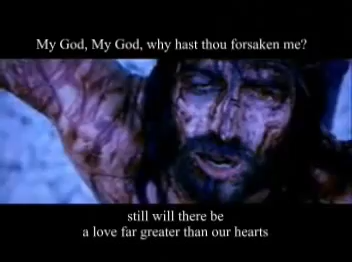 My God, My God, why hast thou forsaken me?
still will there be
a love far greater than our hearts